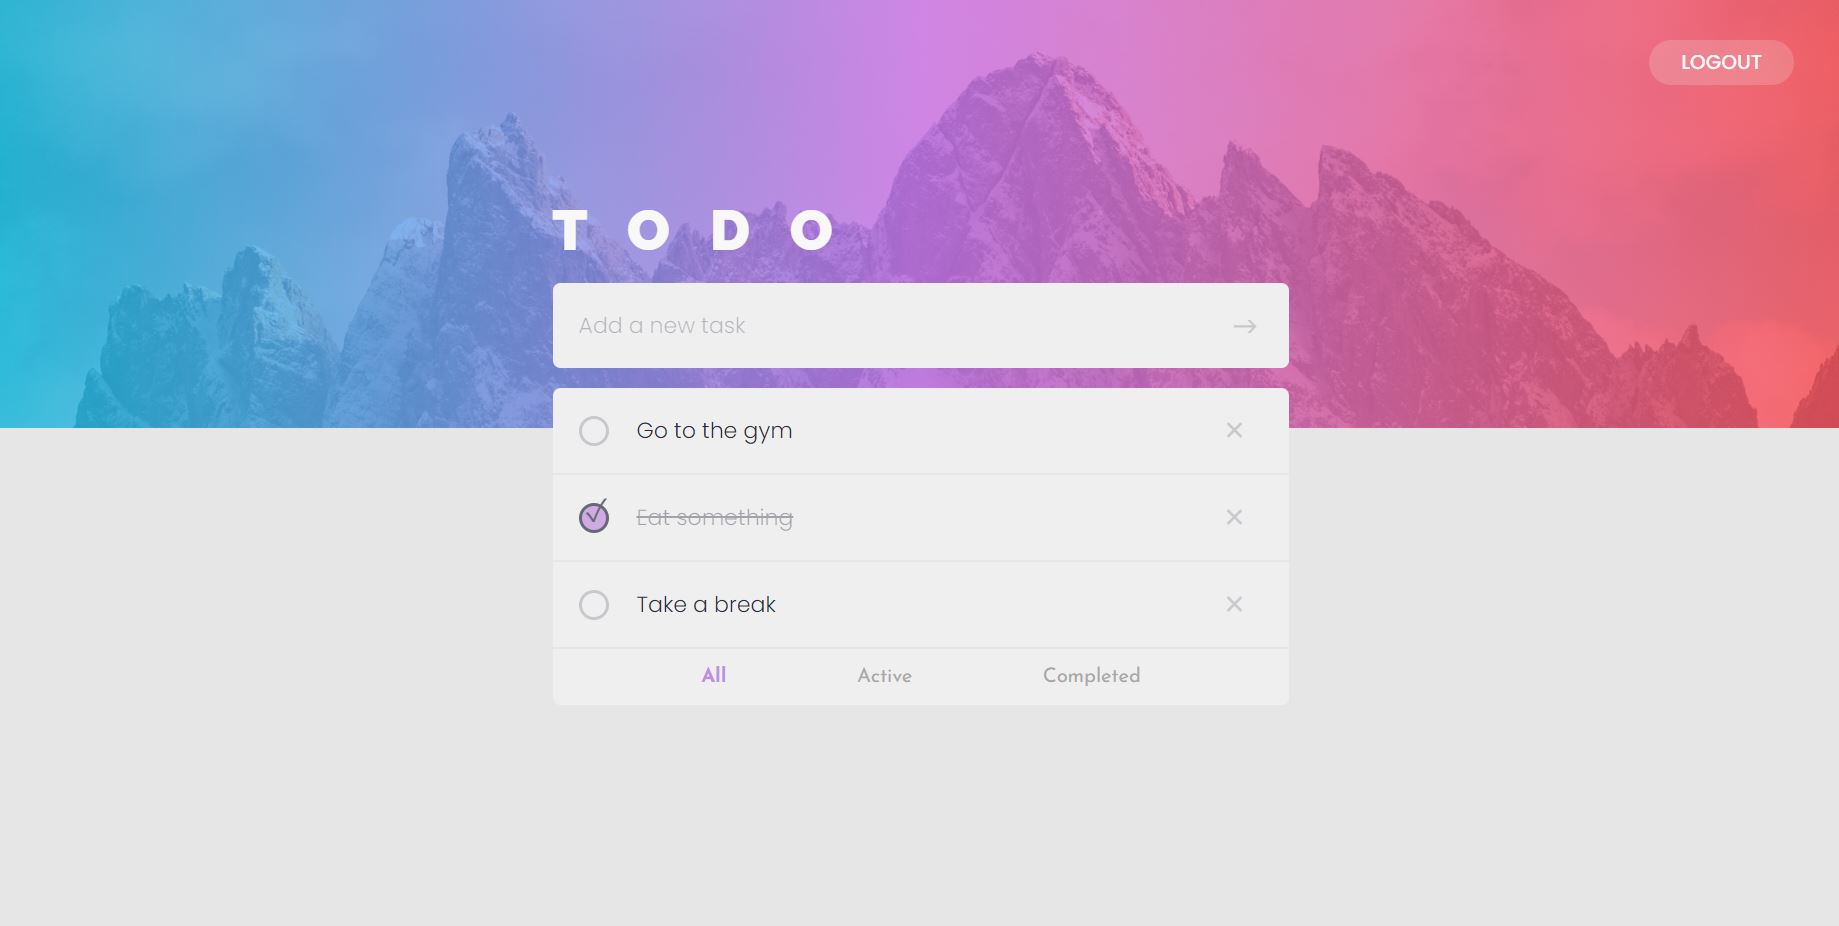 LOGOUT
TODO
Add a new task
Go to the gym
Eat something
Take a break
All Active Completed